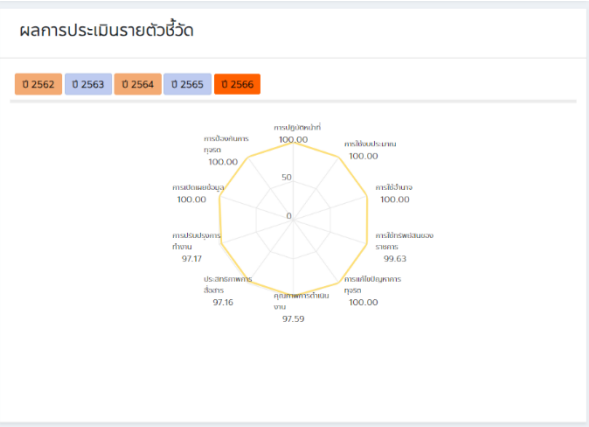 ผลการประเมินรายตัวชี้วัด
ปี 2562
ปี 2563
ปี 2564
ปี 2565
ปี 2566
การปฏิบัติหน้าที่
100.00
การใช้งบประมาณ
100.00
การใช้อำนาจ
100.00
การใช้ทรัพย์สินของ
ราชการ
99.63
การแก้ไขปัญหาการ
ทุจริต
100.00
คุณภาพการดำเนิน
งาน
97.59
ประสิทธิภาพการ
สื่อสาร
97.16
การปรับปรุงการ
ทำงาน
97.17
การเปิดเผยข้อมูล
100.00
การป้องกันการ
ทุจริต
100.00
50
0